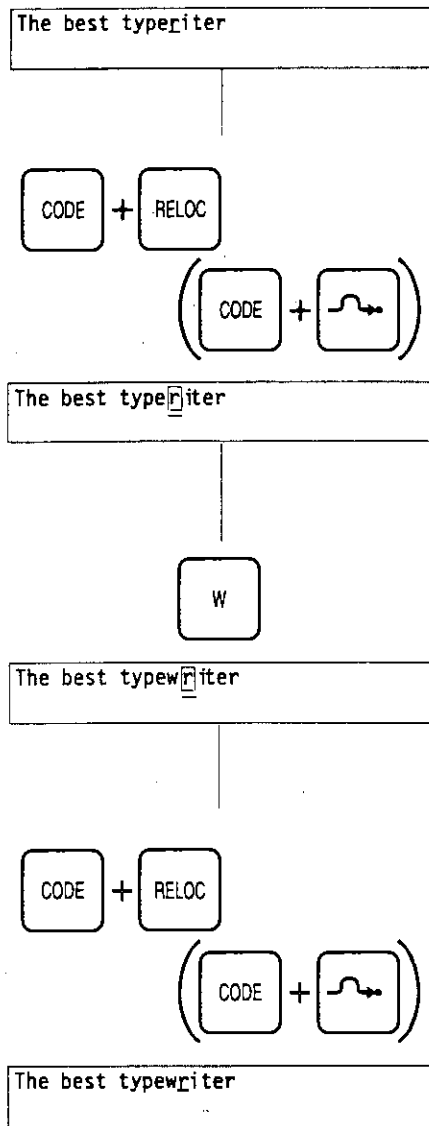 The best typeriter
CODE + RELOC
(CODE + )
The best typeriter
W
The best typewriter
CODE + RELOC
(CODE + )
The best typewriter